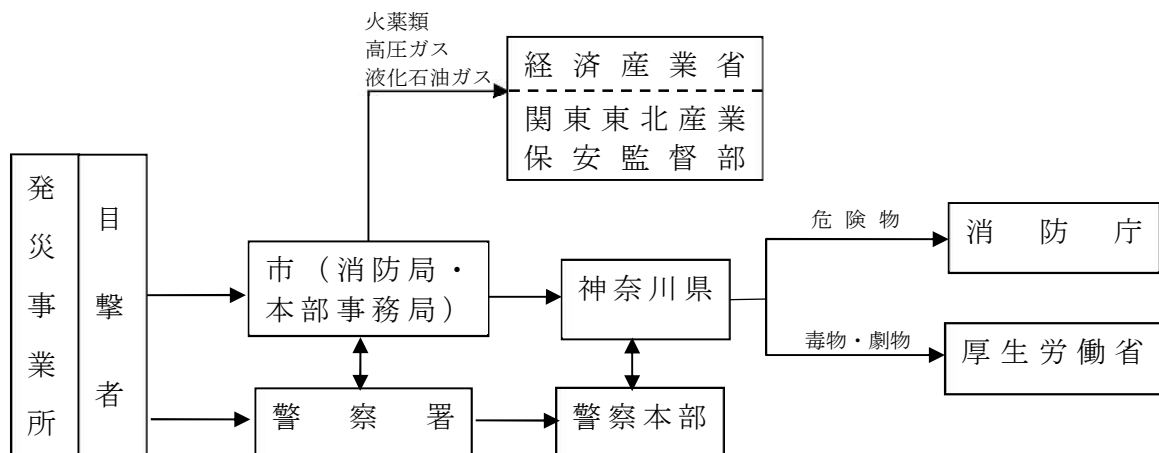 火薬類
高圧ガス
液化石油ガス
経済産業省
関東東北産業
保安監督部
発災事業所
目撃者
市（消防局・
本部事務局）
神奈川県
危険物
消防庁
毒物・劇物
厚生労働省
警察署
警察本部